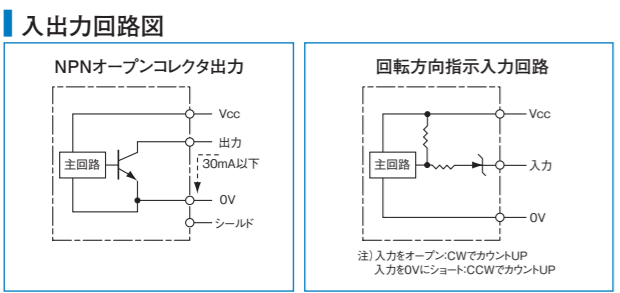 入出力回路図
NPNオープンコレクタ出力
主回路
Vcc
出力
30mA以下
0V
シールド
回転方向指示入力回路
主回路
Vcc
入力
0V
注)入力をオープン:CWでカウントUP
入力を0Vにショート:CCWでカウントUP